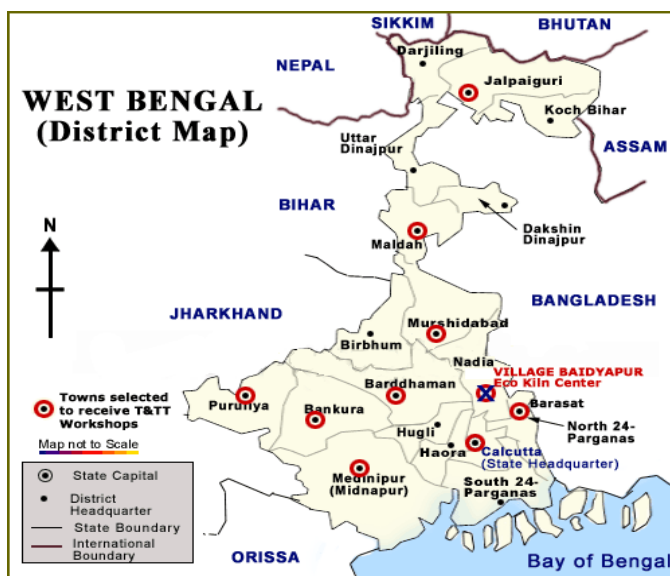 SIKKIM
BHUTAN
Darjiling
NEPAL
Jalpaiguri
WEST BENGAL
(District Map)
Koch Bihar
Uttar
Dinajpur
ASSAM
BIHAR
N
Dakshin
Dinajpur
Maldah
BANGLADESH
JHARKHAND
Murshidabad
Birbhum
Nadia
VILLAGE BAIDYAPUR
Eco Kiln Center
Barddhaman
Towns selected
to receive T&TT
Workshops
Puruliya
Bankura
Barasat
North 24-
Parganas
Map not to Scale
Hugli
Haora
Calcutta
(State Headquarter)
State Capital
District
Headquarter
State Boundary
International
Boundary
Medinipur
(Midnapur)
South 24-
Parganas
ORISSA
Bay of Bengal